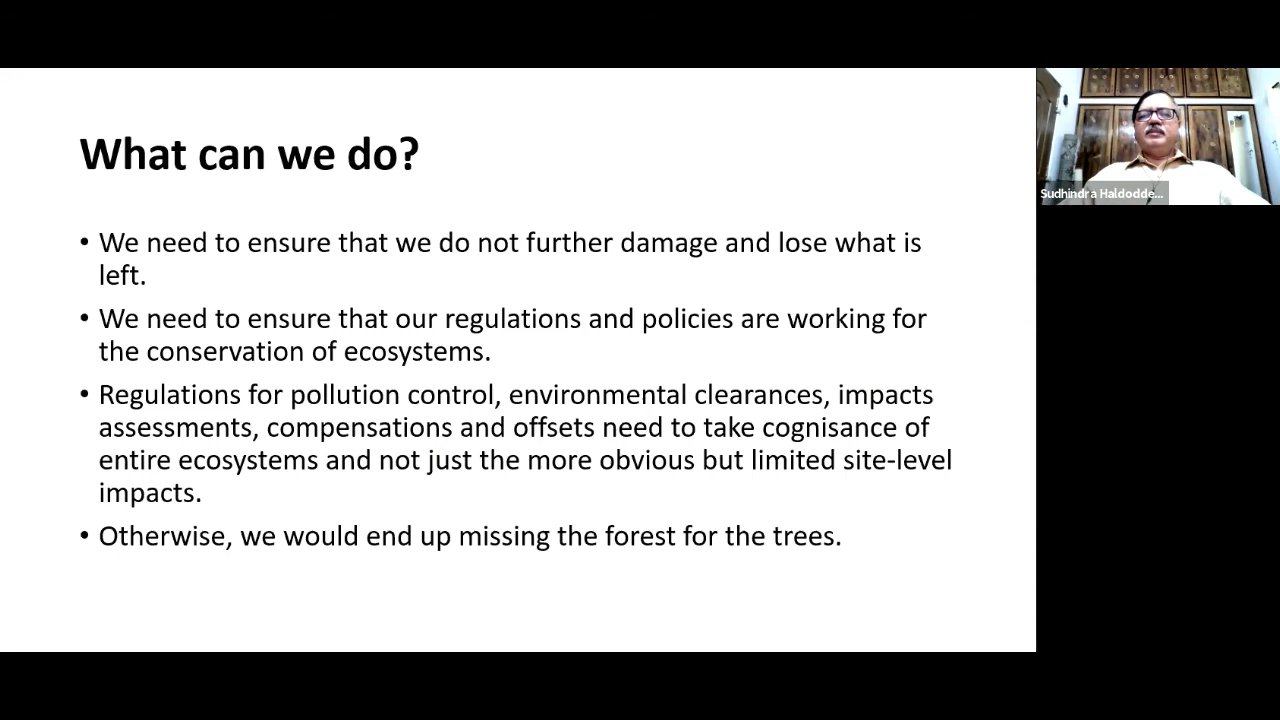 What can we do?
• We need to ensure that we do not further damage and lose what is
left.
• We need to ensure that our regulations and policies are working for
the conservation of ecosystems.
• Regulations for pollution control, environmental clearances, impacts
assessments, compensations and offsets need to take cognisance of
entire ecosystems and not just the more obvious but limited site-level
impacts.
• Otherwise, we would end up missing the forest for the trees.
Sudhindra Haldodde...